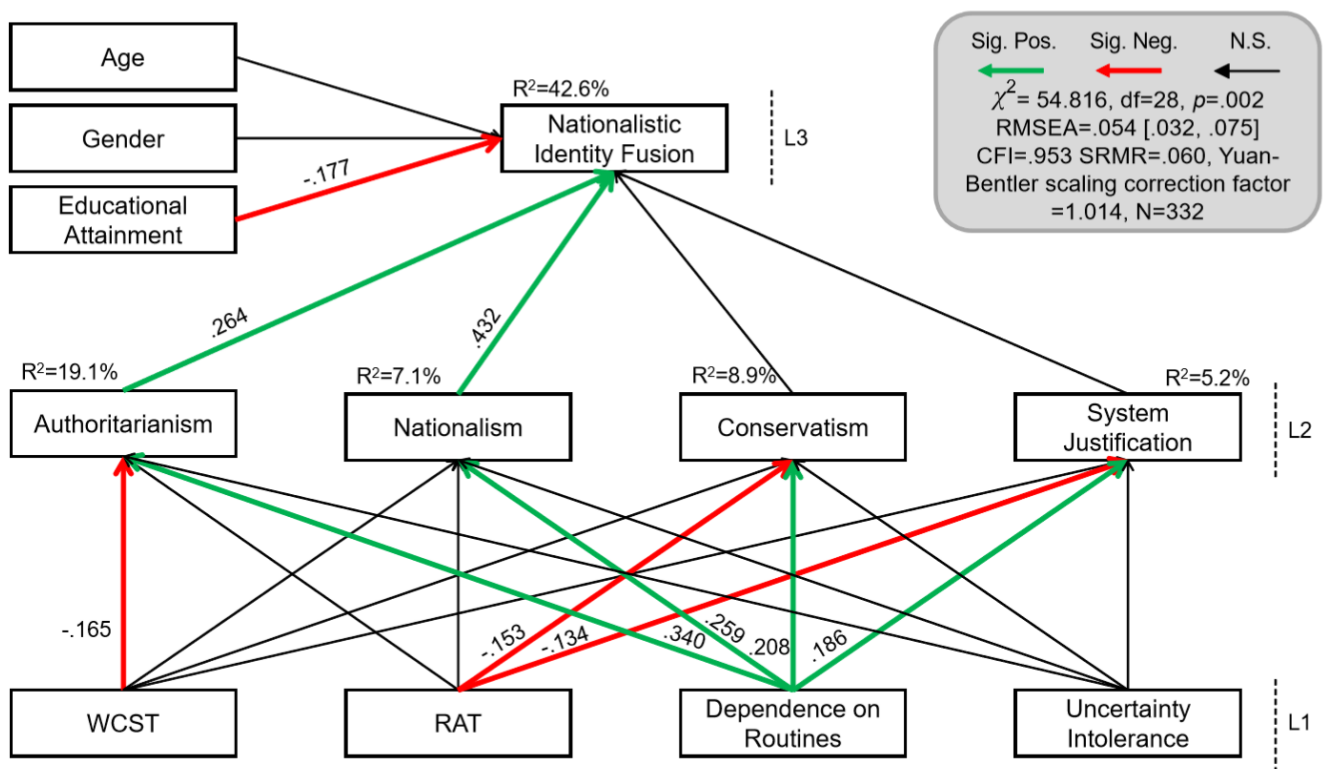 Age
Gender
Educational
Attainment
R²=42.6%
Nationalistic
Identity Fusion
L3
Sig. Pos. Sig. Neg. N.S.
χ²= 54.816, df=28, p=.002
RMSEA=.054 [.032, .075]
CFI=.953 SRMR=.060, Yuan-
Bentler scaling correction factor
=1.014, N=332
-.177
.264
.432
R²=19.1%
Authoritarianism
R²=7.1%
Nationalism
R²=8.9%
Conservatism
R²=5.2%
System
Justification
L2
-.165
-.153
-.134
.340
.259
.208
.186
WCST
RAT
Dependence on
Routines
Uncertainty
Intolerance
L1